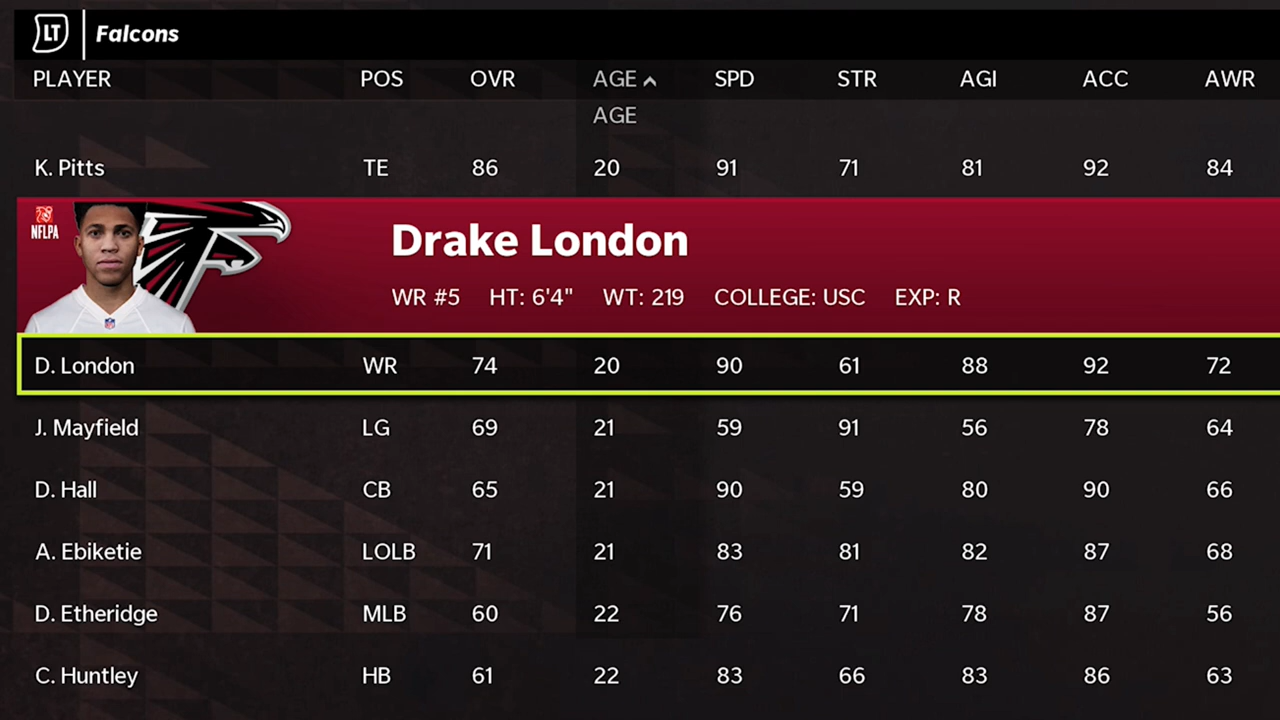 LT Falcons
PLAYER POS OVR AGE SPD STR AGI ACC AWR
AGE
K. Pitts TE 86 20 91 71 81 92 84
NFLPA
Drake London
WR #5 HT: 6'4" WT: 219 COLLEGE: USC EXP: R
D. London WR 74 20 90 61 88 92 72
J. Mayfield LG 69 21 59 91 56 78 64
D. Hall CB 65 21 90 59 80 90 66
A. Ebiketie LOLB 71 21 83 81 82 87 68
D. Etheridge MLB 60 22 76 71 78 87 56
C. Huntley HB 61 22 83 66 83 86 63